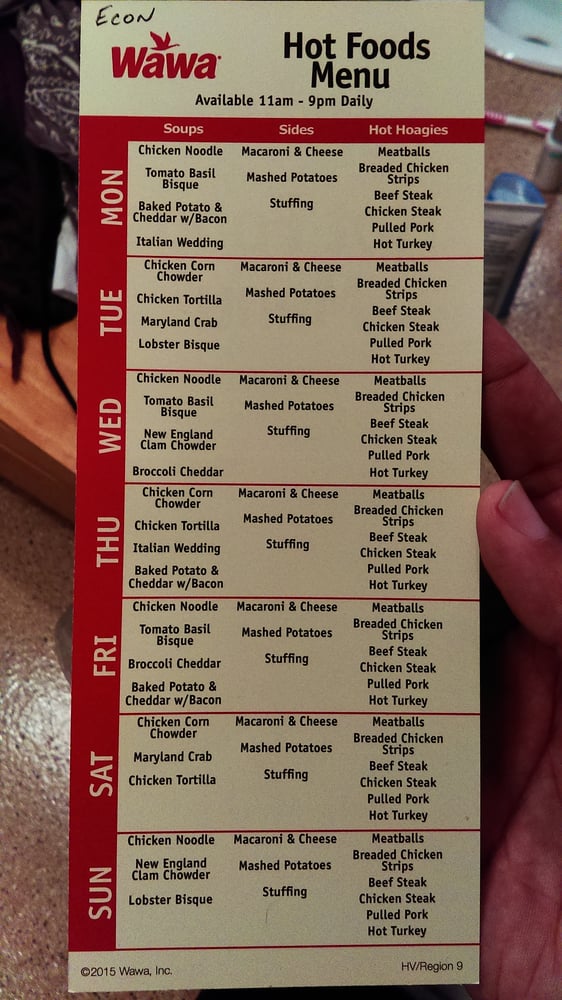 Econ
Wawa
Hot Foods
Menu
Available 11am - 9pm Daily
Soups Sides Hot Hoagies
MON
Chicken Noodle
Tomato Basil
Bisque
Baked Potato &
Cheddar w/Bacon
Italian Wedding
Macaroni & Cheese
Mashed Potatoes
Stuffing
Meatballs
Breaded Chicken
Strips
Beef Steak
Chicken Steak
Pulled Pork
Hot Turkey
TUE
Chicken Corn
Chowder
Chicken Tortilla
Maryland Crab
Lobster Bisque
Macaroni & Cheese
Mashed Potatoes
Stuffing
Meatballs
Breaded Chicken
Strips
Beef Steak
Chicken Steak
Pulled Pork
Hot Turkey
WED
Chicken Noodle
Tomato Basil
Bisque
New England
Clam Chowder
Broccoli Cheddar
Macaroni & Cheese
Mashed Potatoes
Stuffing
Meatballs
Breaded Chicken
Strips
Beef Steak
Chicken Steak
Pulled Pork
Hot Turkey
THU
Chicken Corn
Chowder
Chicken Tortilla
Italian Wedding
Baked Potato &
Cheddar w/Bacon
Macaroni & Cheese
Mashed Potatoes
Stuffing
Meatballs
Breaded Chicken
Strips
Beef Steak
Chicken Steak
Pulled Pork
Hot Turkey
FRI
Chicken Noodle
Tomato Basil
Bisque
Broccoli Cheddar
Baked Potato &
Cheddar w/Bacon
Macaroni & Cheese
Mashed Potatoes
Stuffing
Meatballs
Breaded Chicken
Strips
Beef Steak
Chicken Steak
Pulled Pork
Hot Turkey
SAT
Chicken Corn
Chowder
Maryland Crab
Chicken Tortilla
Macaroni & Cheese
Mashed Potatoes
Stuffing
Meatballs
Breaded Chicken
Strips
Beef Steak
Chicken Steak
Pulled Pork
Hot Turkey
SUN
Chicken Noodle
New England
Clam Chowder
Lobster Bisque
Macaroni & Cheese
Mashed Potatoes
Stuffing
Meatballs
Breaded Chicken
Strips
Beef Steak
Chicken Steak
Pulled Pork
Hot Turkey
©2015 Wawa, Inc.
HV/Region 9